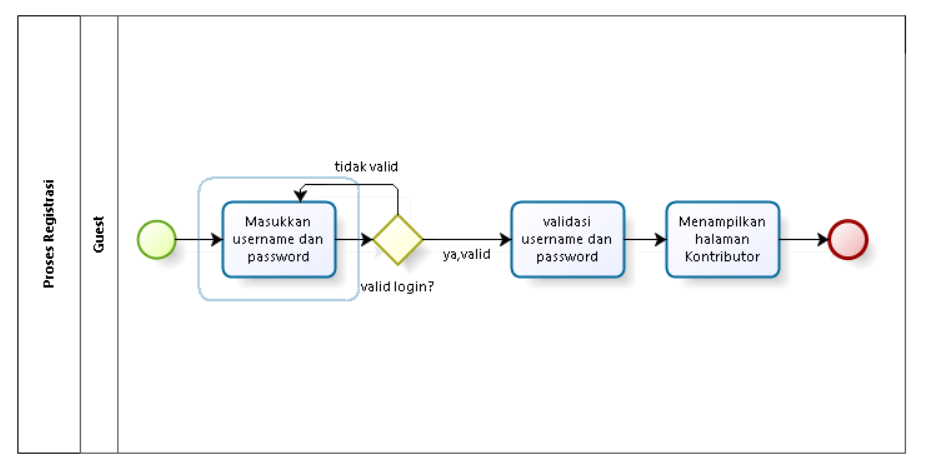 Proses Registrasi
Guest
tidak valid
Masukkan
username dan
password
valid login?
ya,valid
validasi
username dan
password
Menampilkan
halaman
Kontributor